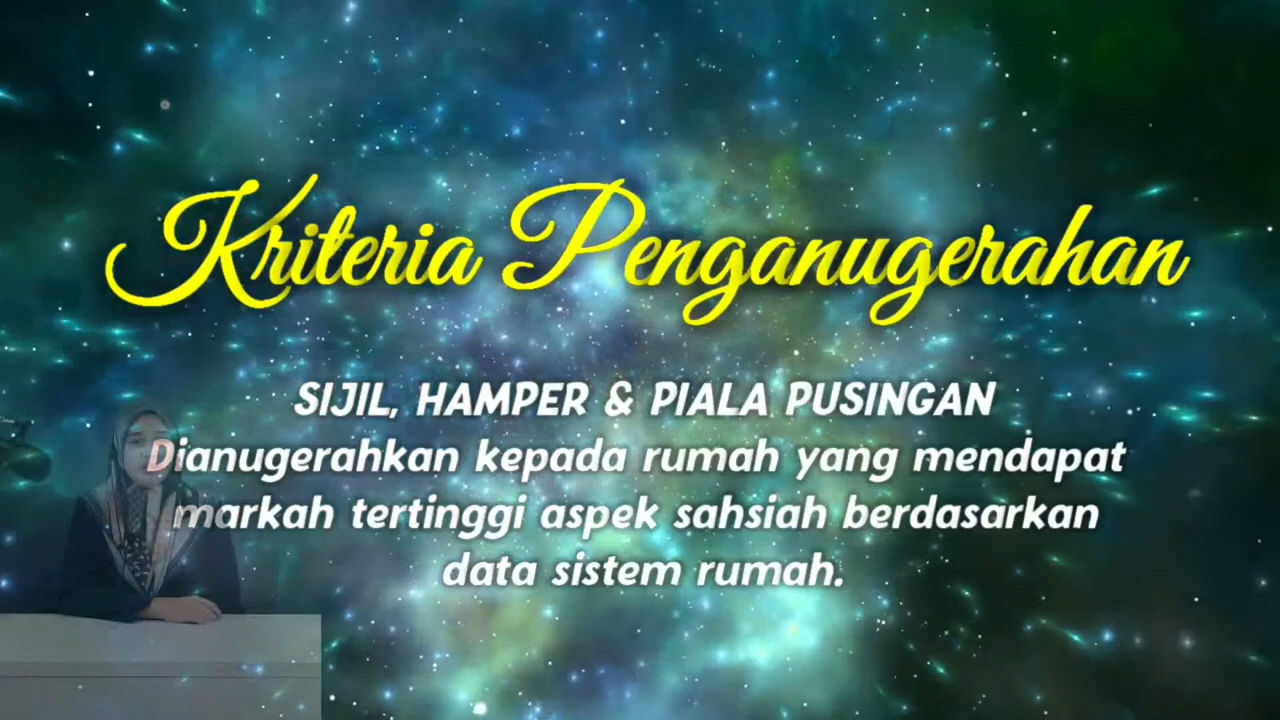 Kriteria Penganugerahan
SIJIL, HAMPER & PIALA PUSINGAN
Dianugerahkan kepada rumah yang mendapat
markah tertinggi aspek sahsiah berdasarkan
data sistem rumah.